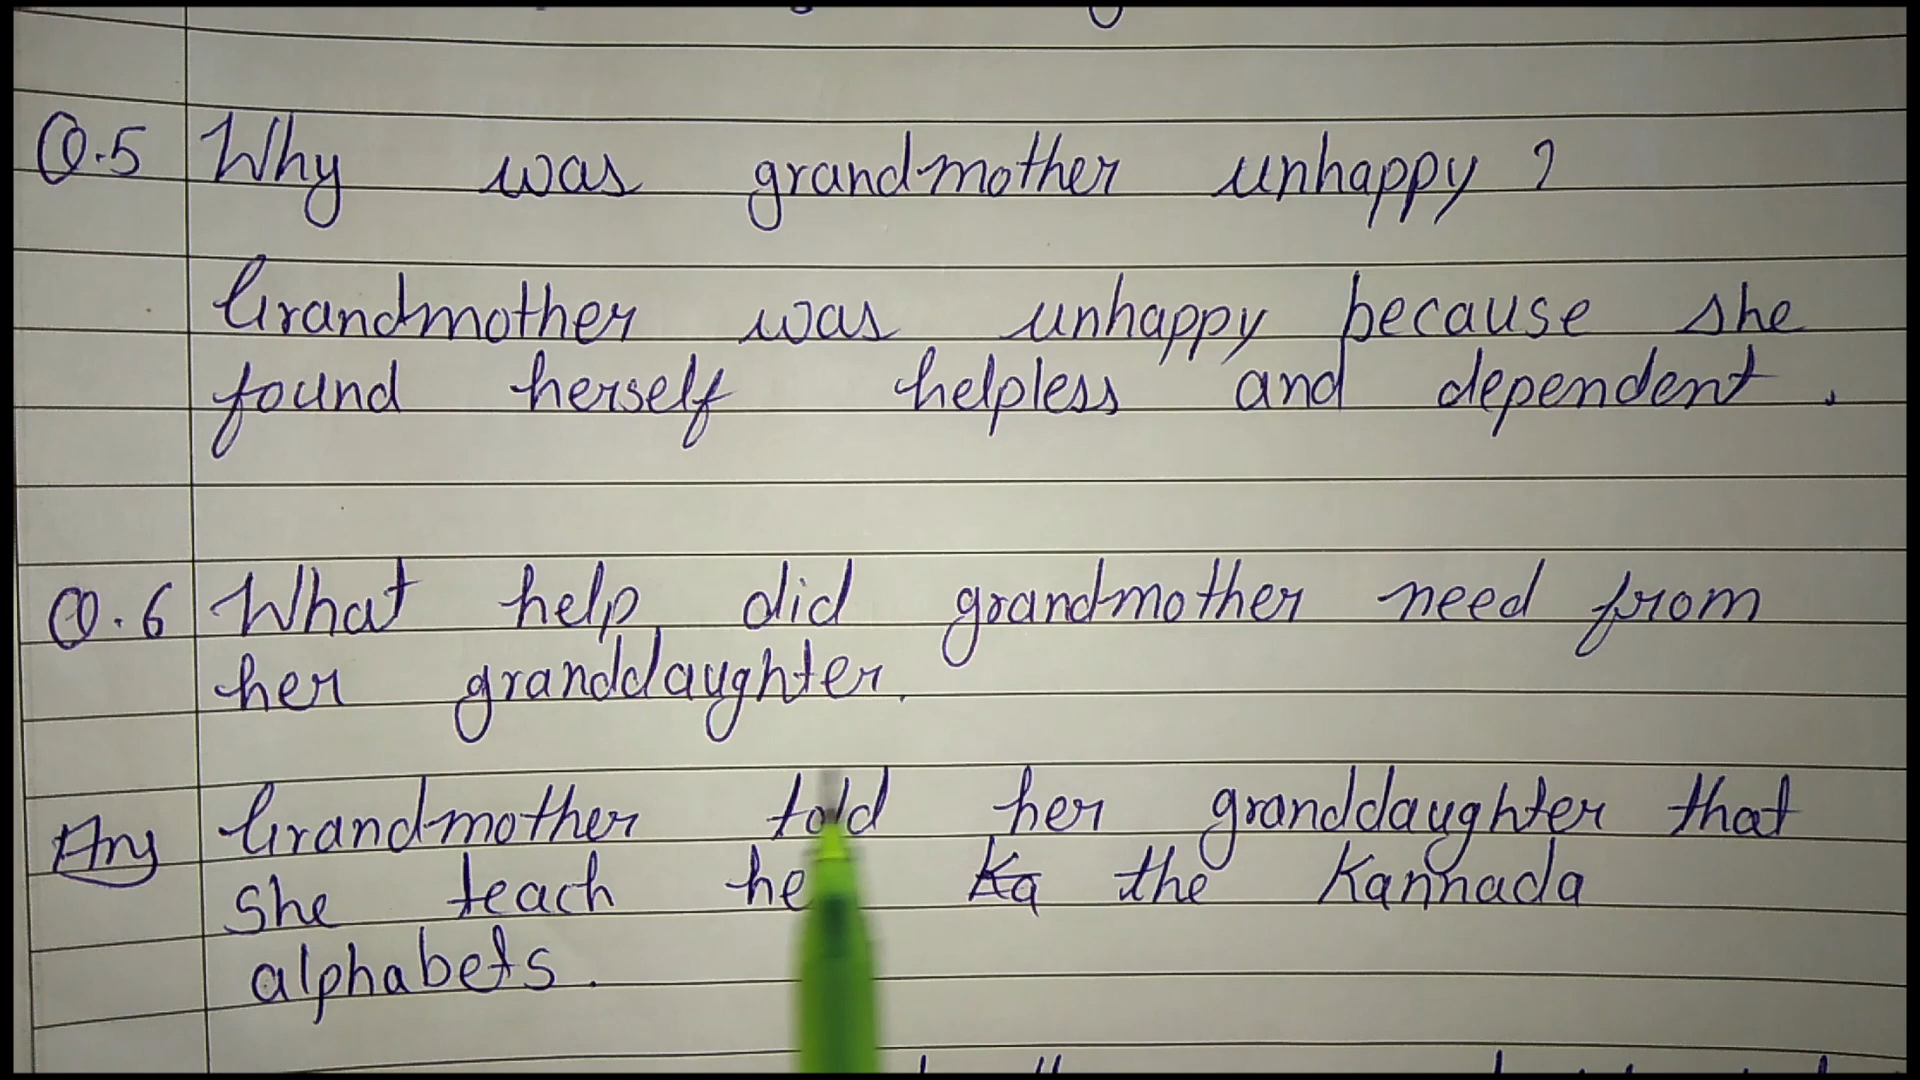 Q.5 Why was grandmother unhappy?
Grandmother was unhappy because she
found herself helpless and dependent.
Q.6 What help did grandmother need from
her granddaughter.
Ans Grandmother told her granddaughter that
she teach he Ka the Kannada
alphabets.